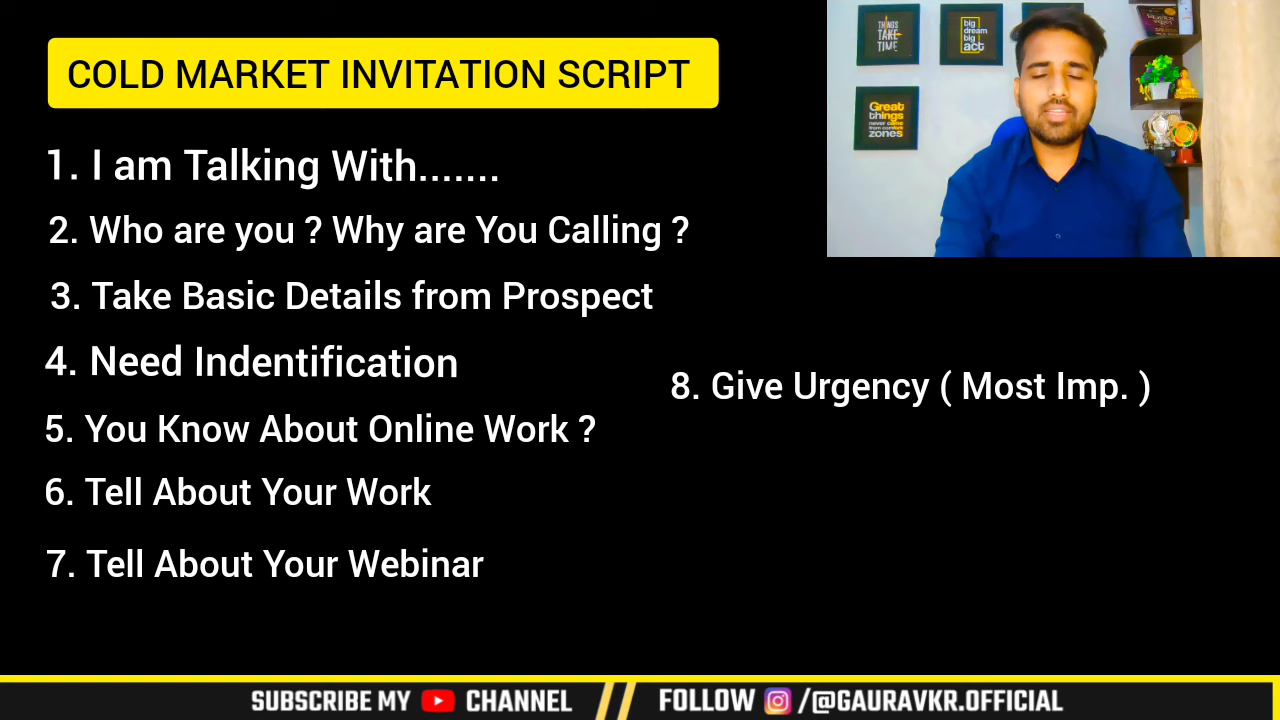 COLD MARKET INVITATION SCRIPT
1. I am Talking With.......
2. Who are you ? Why are You Calling ?
3. Take Basic Details from Prospect
4. Need Indentification
5. You Know About Online Work ?
6. Tell About Your Work
7. Tell About Your Webinar
8. Give Urgency ( Most Imp. )
THINGS
TAKE
TIME
big
dream
big
act
Great
things
never came
from comfort
zones
SUBSCRIBE MY CHANNEL // FOLLOW /@GAURAVKR.OFFICIAL